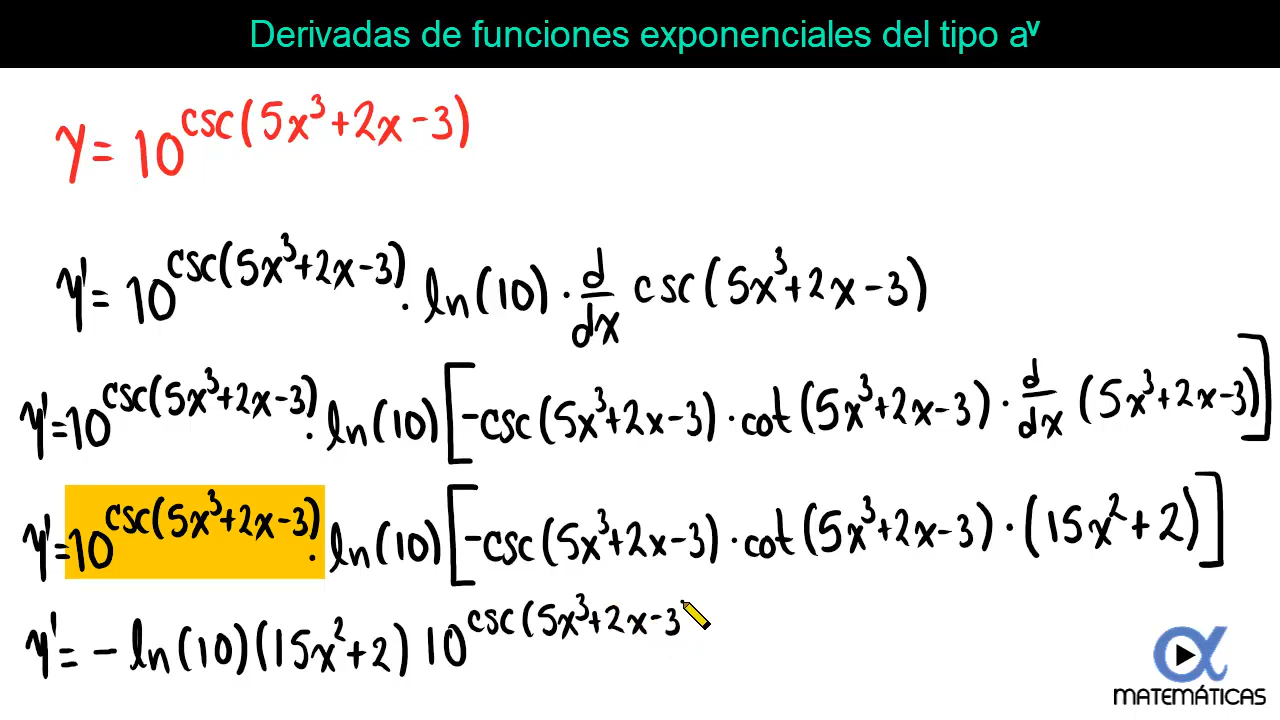 Derivadas de funciones exponenciales del tipo aᵛ
y = 10^csc(5x³+2x-3)
y' = 10^csc(5x³+2x-3) · ln(10) · d/dx csc(5x³+2x-3)
y' = 10^csc(5x³+2x-3) · ln(10) [-csc(5x³+2x-3) · cot(5x³+2x-3) · d/dx (5x³+2x-3)]
y' = 10^csc(5x³+2x-3) · ln(10) [-csc(5x³+2x-3) · cot(5x³+2x-3) · (15x²+2)]
y' = - ln(10)(15x²+2) 10^csc(5x³+2x-3
MATEMÁTICAS